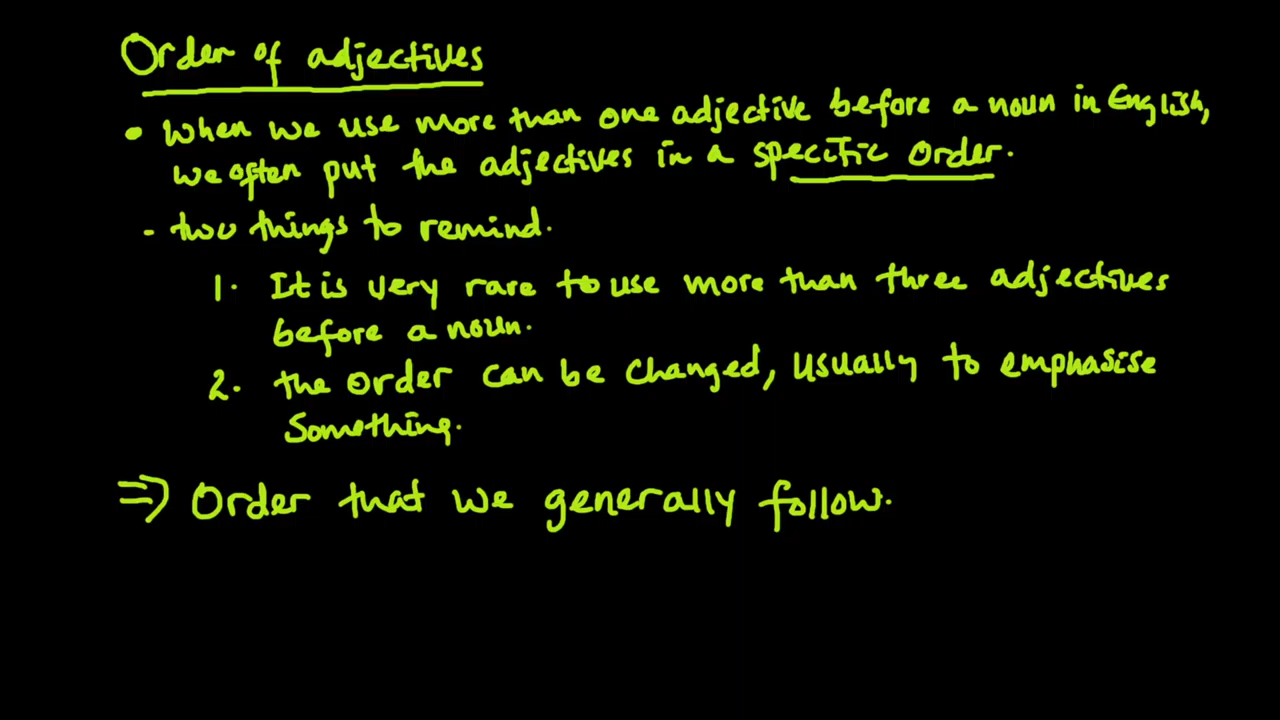 Order of adjectives
• When we use more than one adjective before a noun in English,
we often put the adjectives in a specific order.
- two things to remind.
1. It is very rare to use more than three adjectives
before a noun.
2. the order can be changed, usually to emphasise
Something.
⇒ Order that we generally follow.